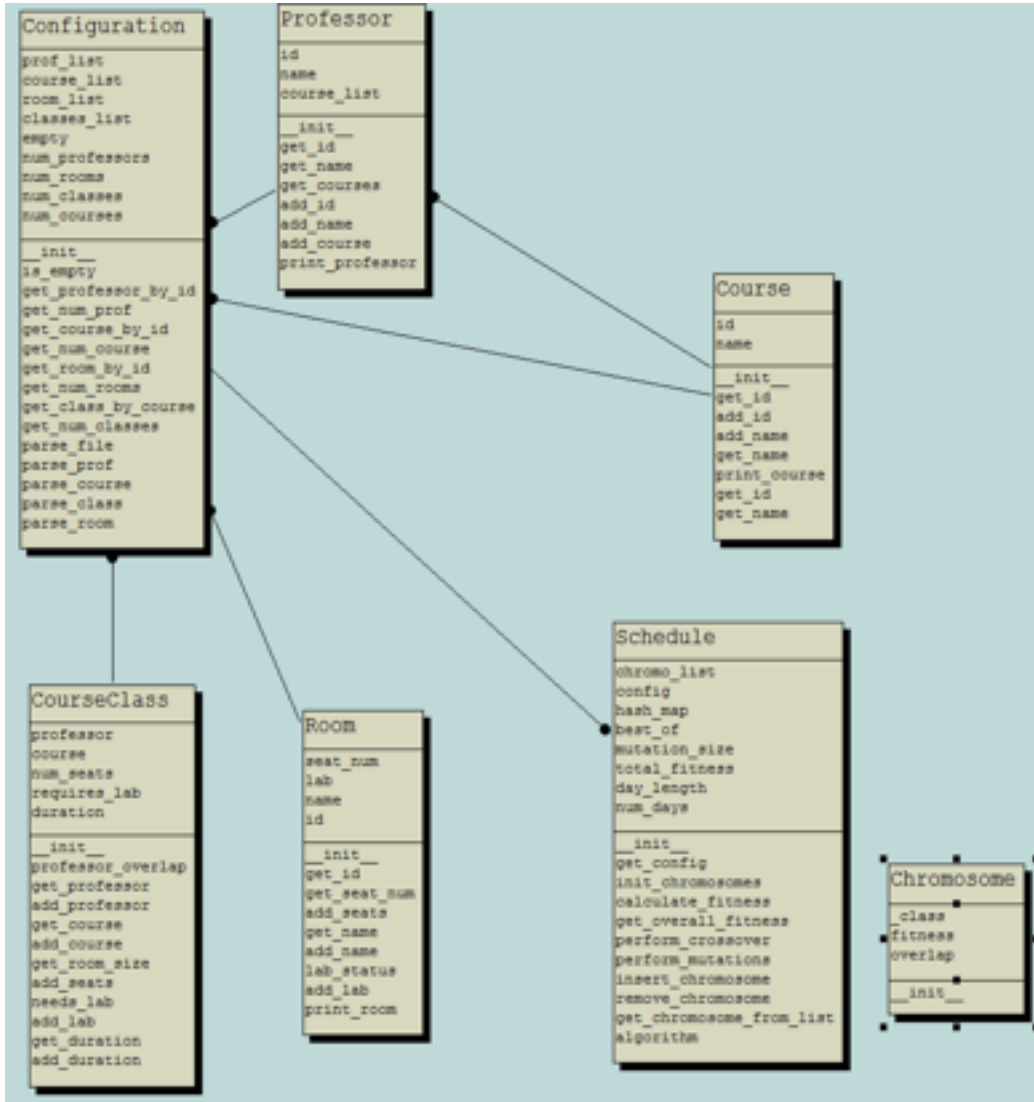 Configuration
prof_list
course_list
room_list
classes_list
empty
num_professors
num_rooms
num_classes
num_courses
__init__
is_empty
get_professor_by_id
get_num_prof
get_course_by_id
get_num_course
get_room_by_id
get_num_rooms
get_class_by_course
get_num_classes
parse_file
parse_prof
parse_course
parse_class
parse_room
Professor
id
name
course_list
__init__
get_id
get_name
get_courses
add_id
add_name
add_course
print_professor
Course
id
name
__init__
get_id
add_id
add_name
get_name
print_course
get_id
get_name
CourseClass
professor
course
num_seats
requires_lab
duration
__init__
professor_overlap
get_professor
add_professor
get_course
add_course
get_room_size
add_seats
needs_lab
add_lab
get_duration
add_duration
Room
seat_num
lab
name
id
__init__
get_id
get_seat_num
add_seats
get_name
add_name
lab_status
add_lab
print_room
Schedule
chromo_list
config
hash_map
best_of
mutation_size
total_fitness
day_length
num_days
__init__
get_config
init_chromosomes
calculate_fitness
get_overall_fitness
perform_crossover
perform_mutations
insert_chromosome
remove_chromosome
get_chromosome_from_list
algorithm
Chromosome
_class
fitness
overlap
__init__